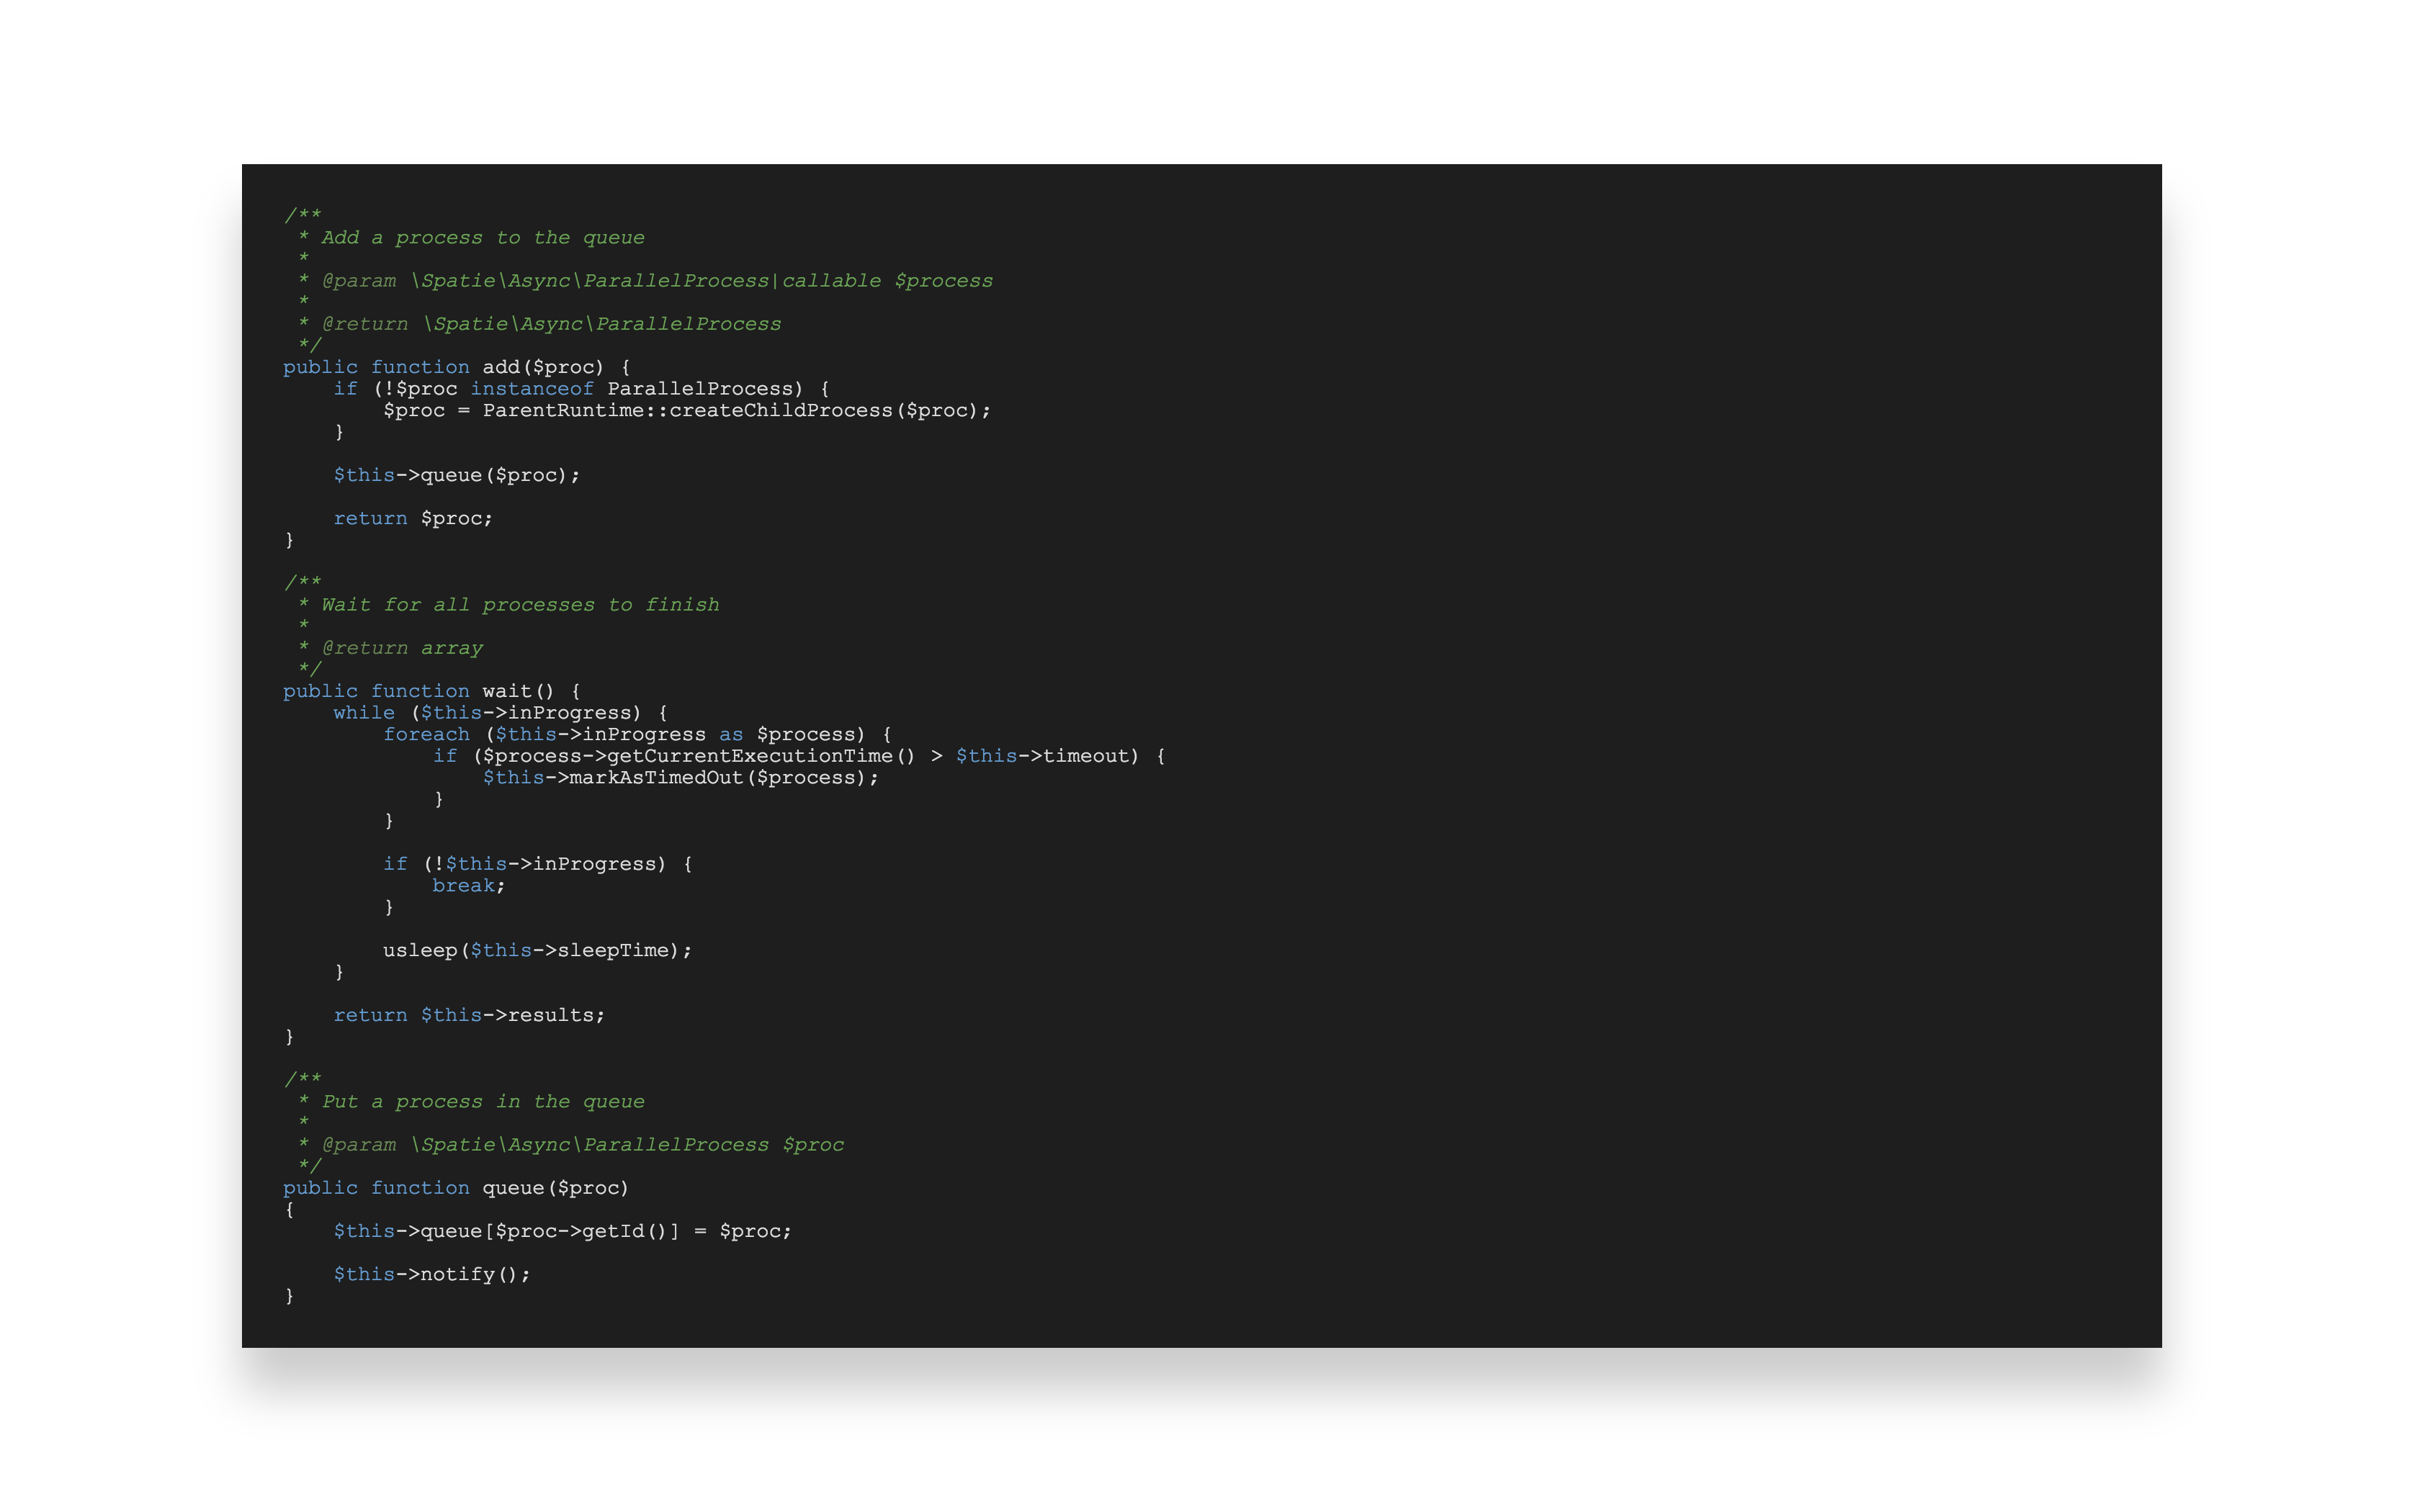 /**
 * Add a process to the queue
 *
 * @param \Spatie\Async\ParallelProcess|callable $process
 *
 * @return \Spatie\Async\ParallelProcess
 */
public function add($proc) {
    if (!$proc instanceof ParallelProcess) {
        $proc = ParentRuntime::createChildProcess($proc);
    }

    $this->queue($proc);

    return $proc;
}

/**
 * Wait for all processes to finish
 *
 * @return array
 */
public function wait() {
    while ($this->inProgress) {
        foreach ($this->inProgress as $process) {
            if ($process->getCurrentExecutionTime() > $this->timeout) {
                $this->markAsTimedOut($process);
            }
        }

        if (!$this->inProgress) {
            break;
        }

        usleep($this->sleepTime);
    }

    return $this->results;
}

/**
 * Put a process in the queue
 *
 * @param \Spatie\Async\ParallelProcess $proc
 */
public function queue($proc)
{
    $this->queue[$proc->getId()] = $proc;

    $this->notify();
}